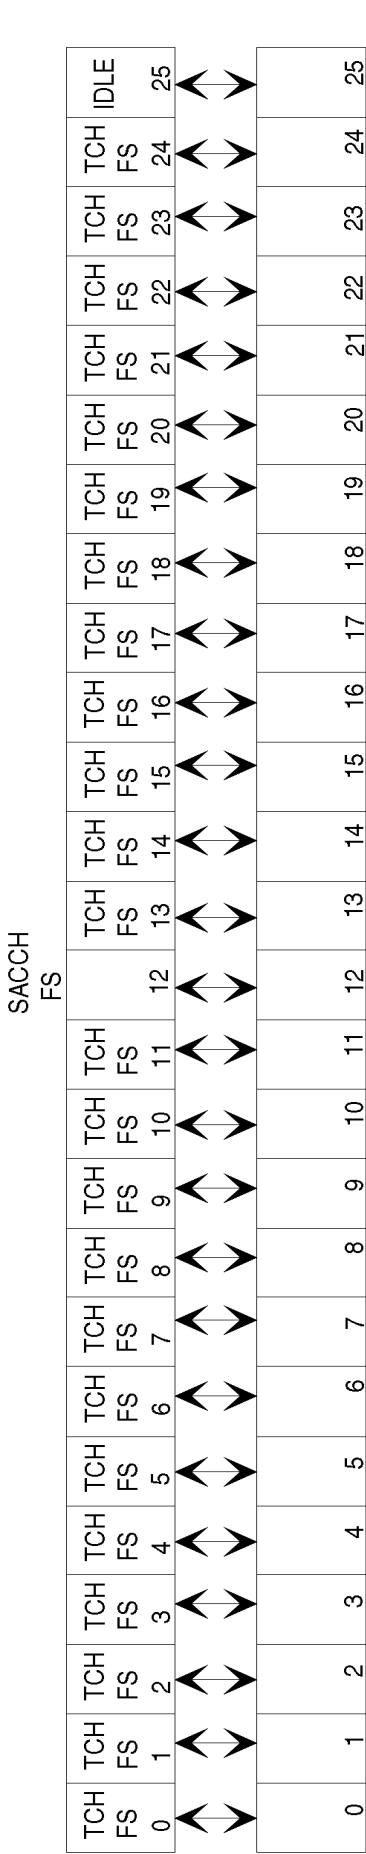 SACCH
FS
TCH FS 0
TCH FS 1
TCH FS 2
TCH FS 3
TCH FS 4
TCH FS 5
TCH FS 6
TCH FS 7
TCH FS 8
TCH FS 9
TCH FS 10
TCH FS 11
12
TCH FS 13
TCH FS 14
TCH FS 15
TCH FS 16
TCH FS 17
TCH FS 18
TCH FS 19
TCH FS 20
TCH FS 21
TCH FS 22
TCH FS 23
TCH FS 24
IDLE 25
0
1
2
3
4
5
6
7
8
9
10
11
12
13
14
15
16
17
18
19
20
21
22
23
24
25